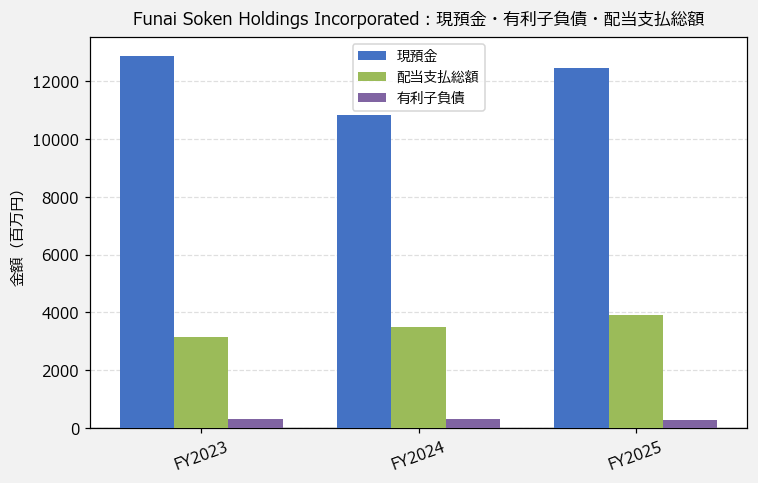 Funai Soken Holdings Incorporated：現預金・有利子負債・配当支払総額
現預金
配当支払総額
有利子負債
金額（百万円）
12000
10000
8000
6000
4000
2000
0
FY2023
FY2024
FY2025